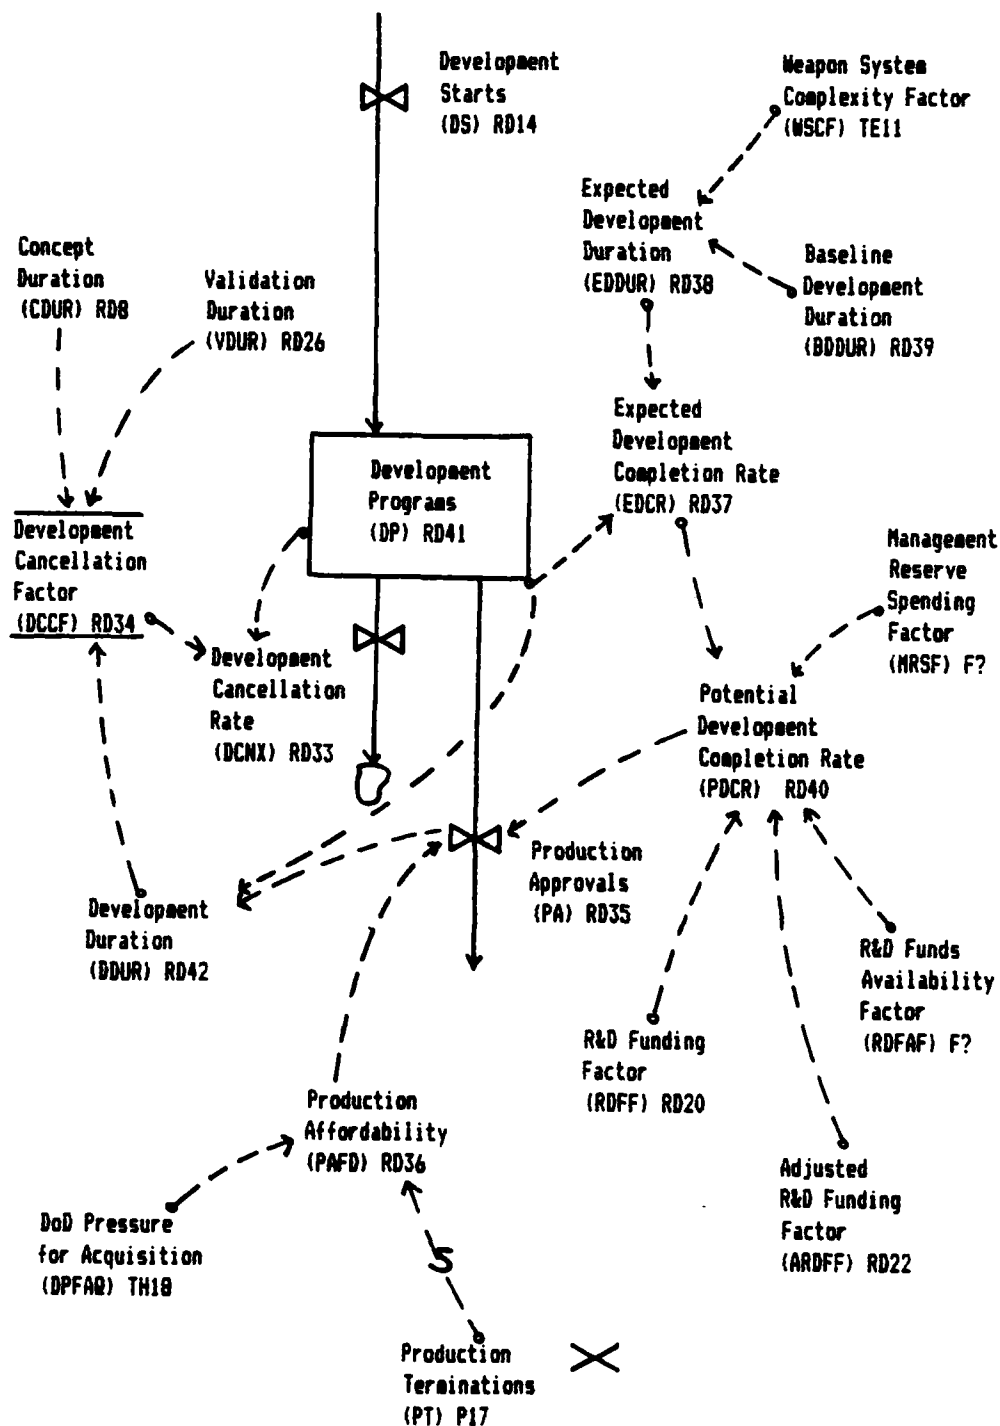 Development
Starts
(DS) RD14
Weapon System
Complexity Factor
(WSCF) TE11
Expected
Development
Duration
(EDDUR) RD38
Baseline
Development
Duration
(BDDUR) RD39
Concept
Duration
(CDUR) RD8
Validation
Duration
(VDUR) RD26
Expected
Development
Completion Rate
(EDCR) RD37
Development
Programs
(DP) RD41
Development
Cancellation
Factor
(DCCF) RD34
Management
Reserve
Spending
Factor
(MRSF) F?
Development
Cancellation
Rate
(DCNX) RD33
Potential
Development
Completion Rate
(PDCR) RD40
Production
Approvals
(PA) RD35
Development
Duration
(DDUR) RD42
R&D Funds
Availability
Factor
(RDFAF) F?
R&D Funding
Factor
(RDFF) RD20
Production
Affordability
(PAFD) RD36
Adjusted
R&D Funding
Factor
(ARDFF) RD22
DoD Pressure
for Acquisition
(DPFAQ) TH18
S
Production
Terminations
(PT) P17